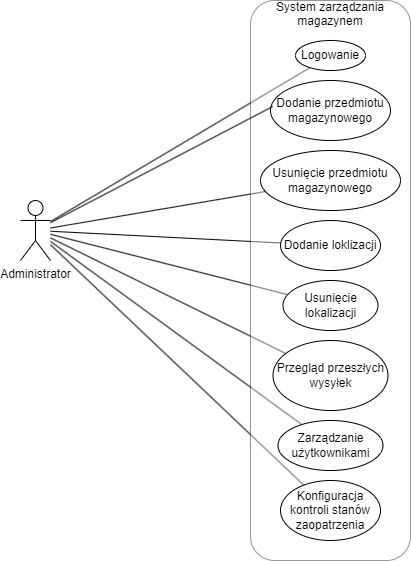 System zarządzania
magazynem
Logowanie
Dodanie przedmiotu
magazynowego
Usunięcie przedmiotu
magazynowego
Administrator
Dodanie loklizacji
Usunięcie
lokalizacji
Przegląd przeszłych
wysyłek
Zarządzanie
użytkownikami
Konfiguracja
kontroli stanów
zaopatrzenia